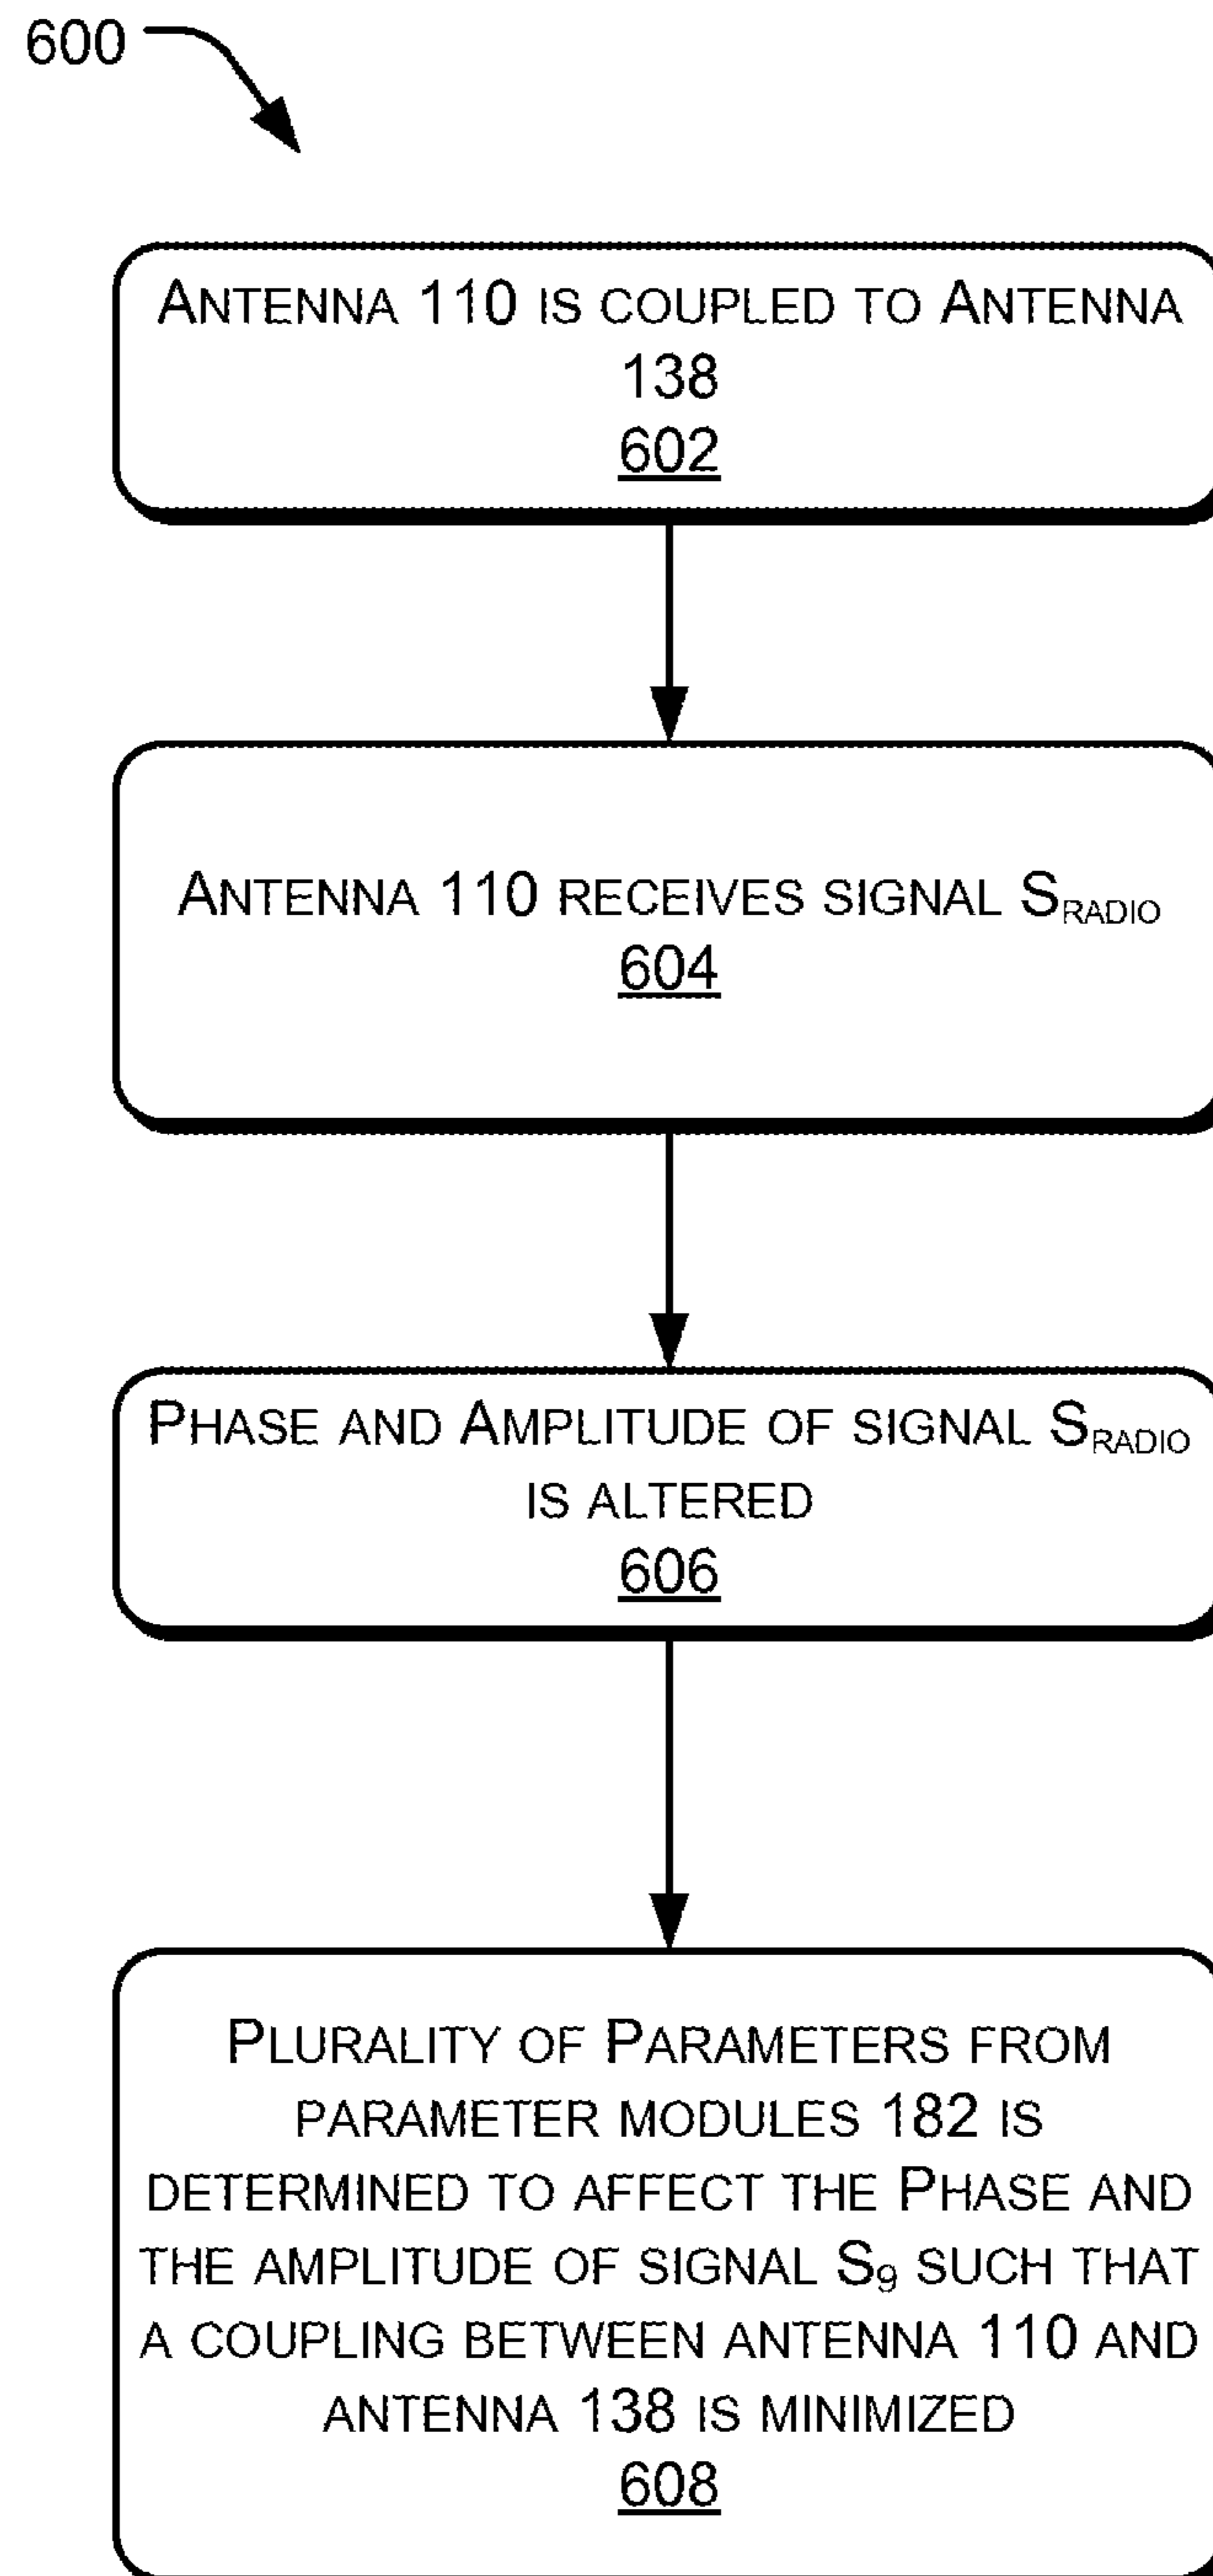 600
ANTENNA 110 IS COUPLED TO ANTENNA
138
602
ANTENNA 110 RECEIVES SIGNAL S_RADIO
604
PHASE AND AMPLITUDE OF SIGNAL S_RADIO
IS ALTERED
606
PLURALITY OF PARAMETERS FROM
PARAMETER MODULES 182 IS
DETERMINED TO AFFECT THE PHASE AND
THE AMPLITUDE OF SIGNAL S₉ SUCH THAT
A COUPLING BETWEEN ANTENNA 110 AND
ANTENNA 138 IS MINIMIZED
608